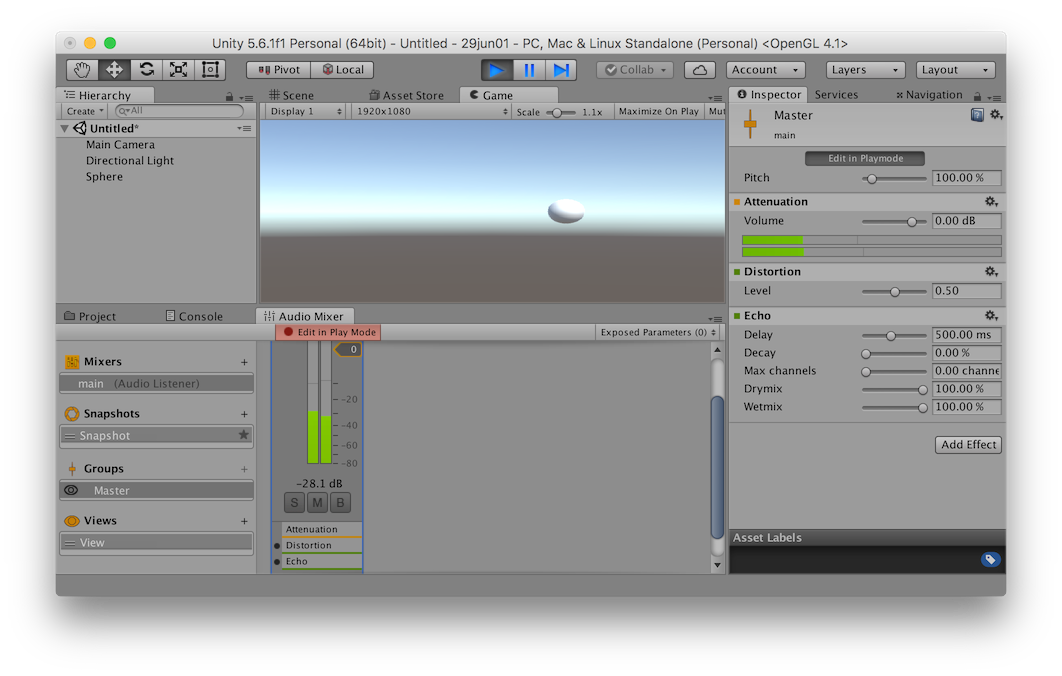 Unity 5.6.1f1 Personal (64bit) - Untitled - 29jun01 - PC, Mac & Linux Standalone (Personal) <OpenGL 4.1>
Pivot Local Collab Account Layers Layout
Hierarchy
Create All
Untitled*
Main Camera
Directional Light
Sphere
Scene Asset Store Game
Display 1 1920x1080 Scale 1.1x Maximize On Play Mut
Project Console Audio Mixer
Edit in Play Mode Exposed Parameters (0)
Mixers +
main (Audio Listener)
Snapshots +
Snapshot
Groups +
Master
Views +
View
0
-20
-40
-60
-80
-28.1 dB
S M B
Attenuation
Distortion
Echo
Inspector Services Navigation
Master
main
Edit in Playmode
Pitch 100.00 %
Attenuation
Volume 0.00 dB
Distortion
Level 0.50
Echo
Delay 500.00 ms
Decay 0.00 %
Max channels 0.00 channe
Drymix 100.00 %
Wetmix 100.00 %
Add Effect
Asset Labels